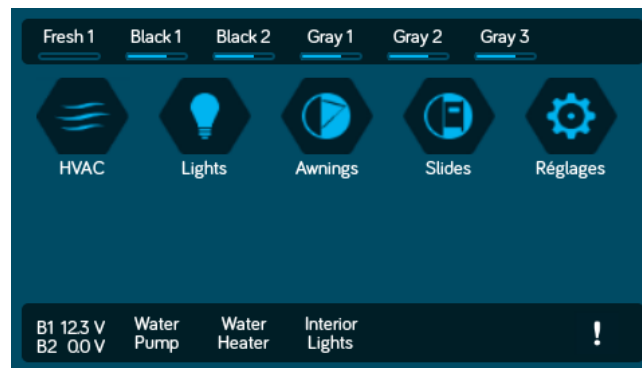 Fresh 1 Black 1 Black 2 Gray 1 Gray 2 Gray 3
HVAC Lights Awnings Slides Réglages
B1 12.3 V Water Water Interior
B2 0.0 V Pump Heater Lights !